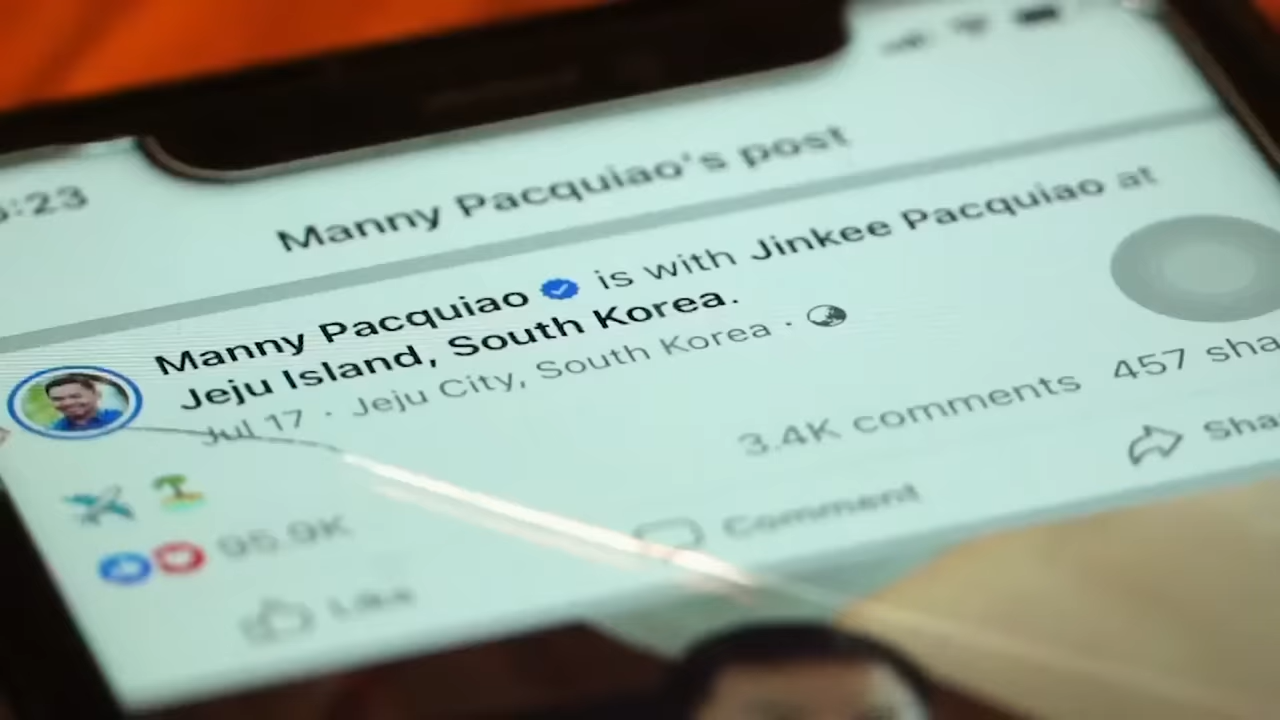 :23
Manny Pacquiao's post
Manny Pacquiao is with Jinkee Pacquiao at
Jeju Island, South Korea.
Jul 17 · Jeju City, South Korea ·
95.9K
3.4K comments 457 sha
Like
Comment
Sha